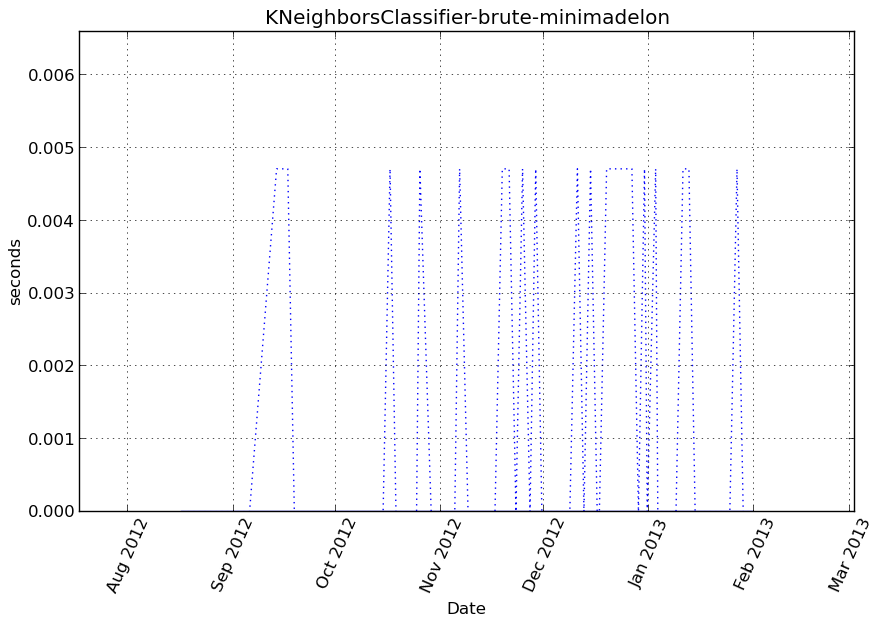 KNeighborsClassifier-brute-minimadelon
0.006
0.005
0.004
0.003
0.002
0.001
0.000
seconds
Aug 2012
Sep 2012
Oct 2012
Nov 2012
Dec 2012
Jan 2013
Feb 2013
Mar 2013
Date